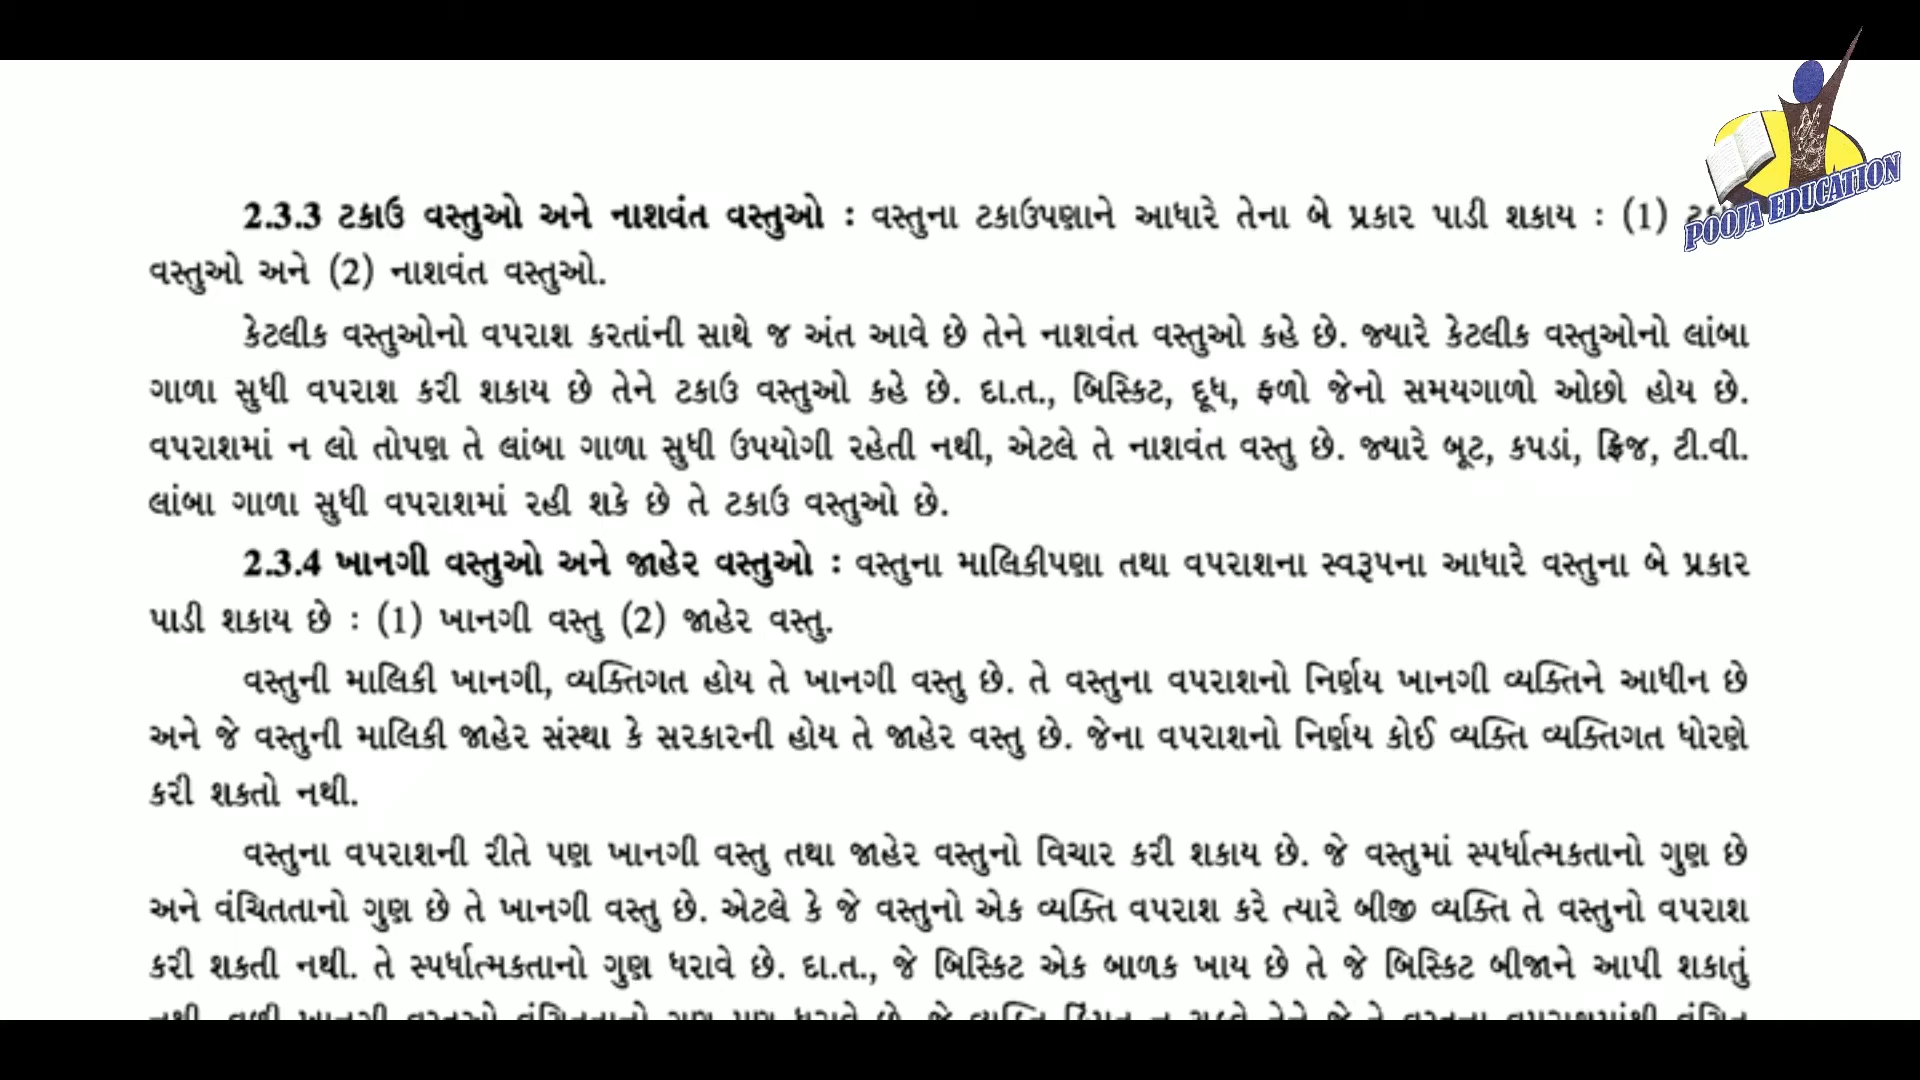 POOJA EDUCATION
2.3.3 ટકાઉ વસ્તુઓ અને નાશવંત વસ્તુઓ : વસ્તુના ટકાઉપણાને આધારે તેના બે પ્રકાર પાડી શકાય : (1)
વસ્તુઓ અને (2) નાશવંત વસ્તુઓ.
કેટલીક વસ્તુઓનો વપરાશ કરતાંની સાથે જ અંત આવે છે તેને નાશવંત વસ્તુઓ કહે છે. જ્યારે કેટલીક વસ્તુઓનો લાંબા
ગાળા સુધી વપરાશ કરી શકાય છે તેને ટકાઉ વસ્તુઓ કહે છે. દા.ત., બિસ્કિટ, દૂધ, ફળો જેનો સમયગાળો ઓછો હોય છે.
વપરાશમાં ન લો તોપણ તે લાંબા ગાળા સુધી ઉપયોગી રહેતી નથી, એટલે તે નાશવંત વસ્તુ છે. જ્યારે બૂટ, કપડાં, ફ્રિજ, ટી.વી.
લાંબા ગાળા સુધી વપરાશમાં રહી શકે છે તે ટકાઉ વસ્તુઓ છે.
2.3.4 ખાનગી વસ્તુઓ અને જાહેર વસ્તુઓ : વસ્તુના માલિકીપણા તથા વપરાશના સ્વરૂપના આધારે વસ્તુના બે પ્રકાર
પાડી શકાય છે : (1) ખાનગી વસ્તુ (2) જાહેર વસ્તુ.
વસ્તુની માલિકી ખાનગી, વ્યક્તિગત હોય તે ખાનગી વસ્તુ છે. તે વસ્તુના વપરાશનો નિર્ણય ખાનગી વ્યક્તિને આધીન છે
અને જે વસ્તુની માલિકી જાહેર સંસ્થા કે સરકારની હોય તે જાહેર વસ્તુ છે. જેના વપરાશનો નિર્ણય કોઈ વ્યક્તિ વ્યક્તિગત ધોરણે
કરી શકતો નથી.
વસ્તુના વપરાશની રીતે પણ ખાનગી વસ્તુ તથા જાહેર વસ્તુનો વિચાર કરી શકાય છે. જે વસ્તુમાં સ્પર્ધાત્મકતાનો ગુણ છે
અને વંચિતતાનો ગુણ છે તે ખાનગી વસ્તુ છે. એટલે કે જે વસ્તુનો એક વ્યક્તિ વપરાશ કરે ત્યારે બીજી વ્યક્તિ તે વસ્તુનો વપરાશ
કરી શકતી નથી. તે સ્પર્ધાત્મકતાનો ગુણ ધરાવે છે. દા.ત., જે બિસ્કિટ એક બાળક ખાય છે તે જે બિસ્કિટ બીજાને આપી શકાતું